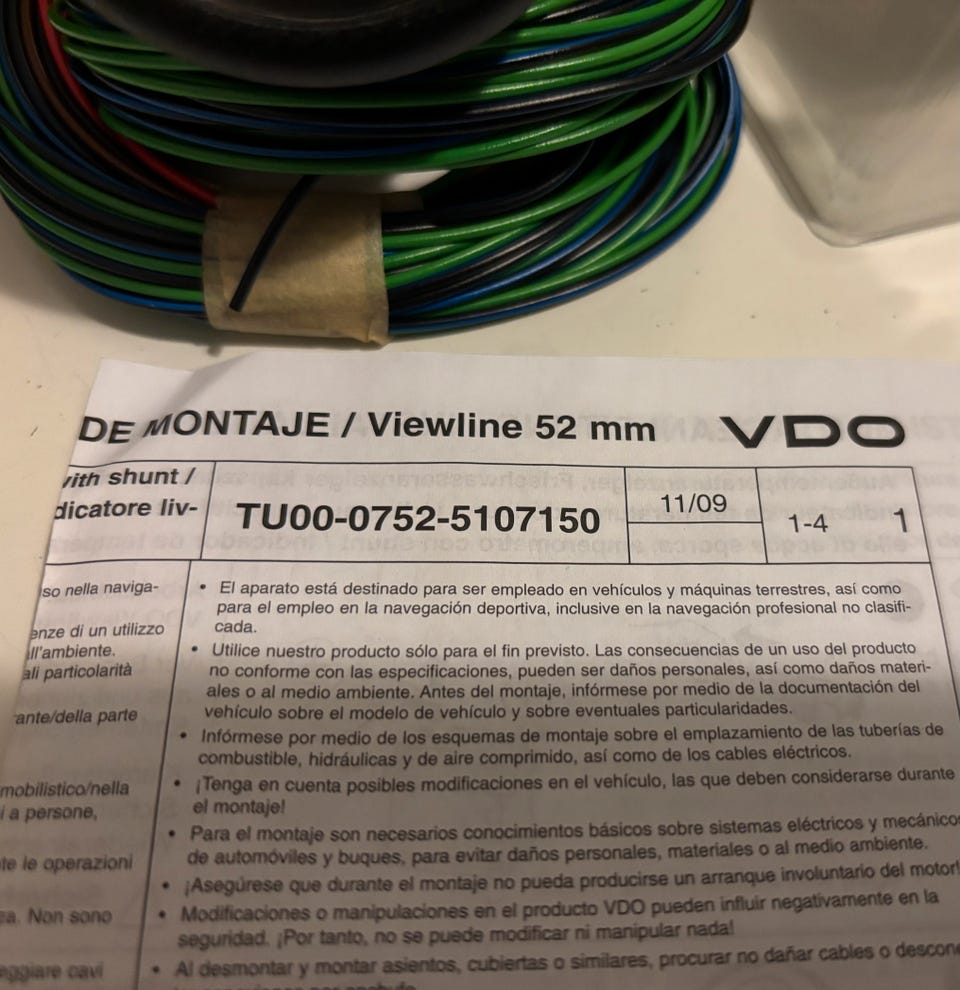 DE MONTAJE / Viewline 52 mm VDO
with shunt /
dicatore liv-
TU00-0752-5107150
11/09
1-4 1
so nella naviga-
enze di un utilizzo
ll'ambiente.
ali particolarità
ante/della parte
mobilistico/nella
i a persone,
te le operazioni
ea. Non sono
eggiare cavi
• El aparato está destinado para ser empleado en vehículos y máquinas terrestres, así como
para el empleo en la navegación deportiva, inclusive en la navegación profesional no clasifi-
cada.
• Utilice nuestro producto sólo para el fin previsto. Las consecuencias de un uso del producto
no conforme con las especificaciones, pueden ser daños personales, así como daños materi-
ales o al medio ambiente. Antes del montaje, infórmese por medio de la documentación del
vehículo sobre el modelo de vehículo y sobre eventuales particularidades.
• Infórmese por medio de los esquemas de montaje sobre el emplazamiento de las tuberías de
combustible, hidráulicas y de aire comprimido, así como de los cables eléctricos.
• ¡Tenga en cuenta posibles modificaciones en el vehículo, las que deben considerarse durante
el montaje!
• Para el montaje son necesarios conocimientos básicos sobre sistemas eléctricos y mecánicos
de automóviles y buques, para evitar daños personales, materiales o al medio ambiente.
• ¡Asegúrese que durante el montaje no pueda producirse un arranque involuntario del motor!
• Modificaciones o manipulaciones en el producto VDO pueden influir negativamente en la
seguridad. ¡Por tanto, no se puede modificar ni manipular nada!
• Al desmontar y montar asientos, cubiertas o similares, procurar no dañar cables o descone